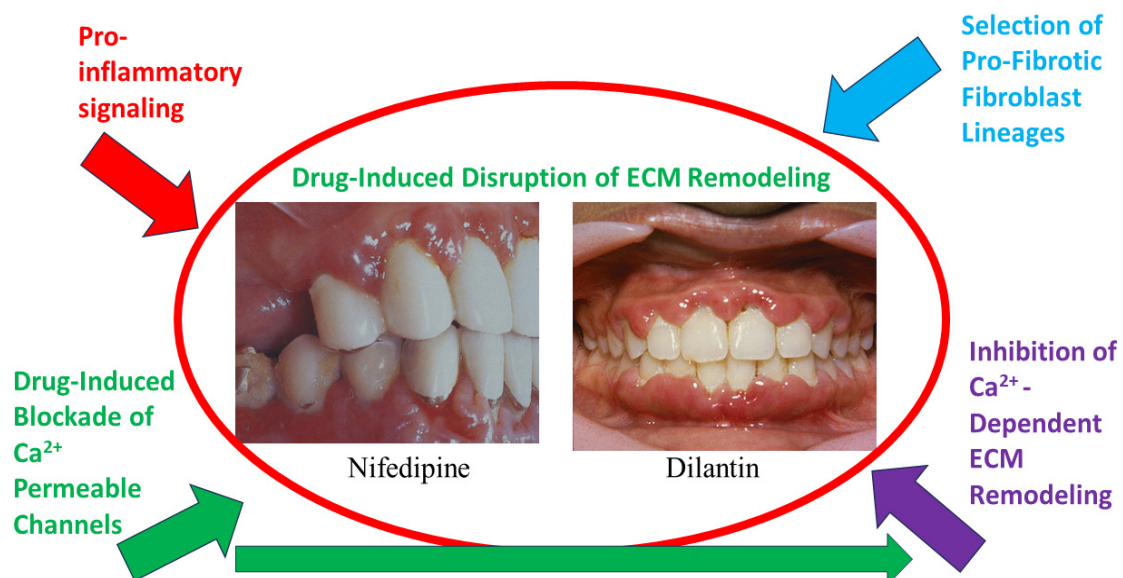 Pro-
inflammatory
signaling
Selection of
Pro-Fibrotic
Fibroblast
Lineages
Drug-Induced Disruption of ECM Remodeling
Nifedipine
Dilantin
Drug-Induced
Blockade of
Ca²⁺
Permeable
Channels
Inhibition of
Ca²⁺ -
Dependent
ECM
Remodeling